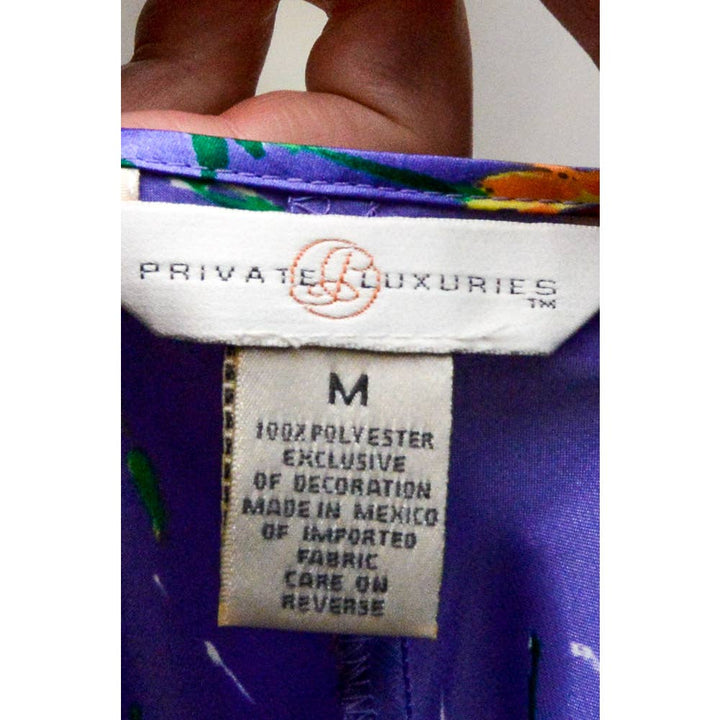 PRIVATE LUXURIES
TM
M
100% POLYESTER
EXCLUSIVE
OF DECORATION
MADE IN MEXICO
OF IMPORTED
FABRIC
CARE ON
REVERSE